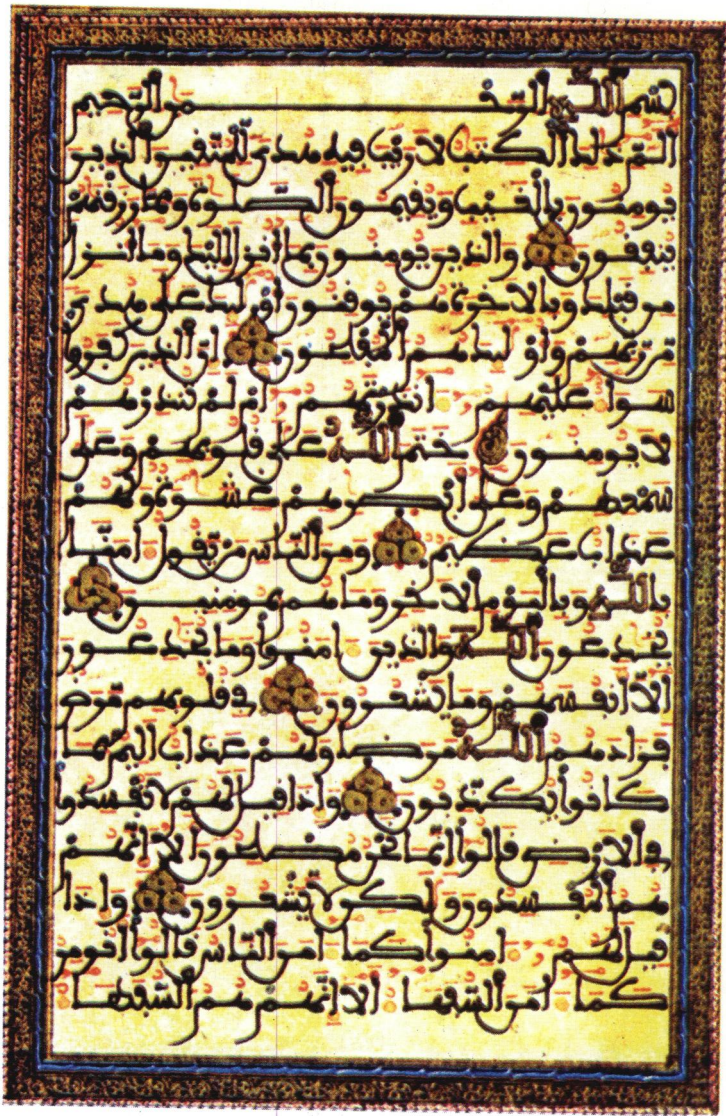 بسم الله الرحمن الرحيم
الم ذلك الكتب لا ريب فيه هدى للمتقين الذين
يومنون بالغيب ويقيمون الصلوة ومما رزقنهم
ينفقون والذين يومنون بما انزل اليك وما انزل
من قبلك وبالاخرة هم يوقنون اولئك على هدى
من ربهم واولئك هم المفلحون ان الذين كفروا
سوا عليهم انذرتهم ام لم تنذرهم
لا يومنون ختم الله على قلوبهم وعلى
سمعهم وعلى ابصرهم غشوة ولهم
عذاب عظيم ومن الناس من يقول امنا
بالله وباليوم الاخر وما هم بمومنين
يخدعون الله والذين امنوا وما يخدعون
الا انفسهم وما يشعرون في قلوبهم مرض
فزادهم الله مرضا ولهم عذاب اليم بما
كانوا يكذبون واذا قيل لهم لا تفسدوا
في الارض قالوا انما نحن مصلحون الا انهم
هم المفسدون ولكن لا يشعرون واذا
قيل لهم امنوا كما امن الناس قالوا انومن
كما امن السفها الا انهم هم السفها